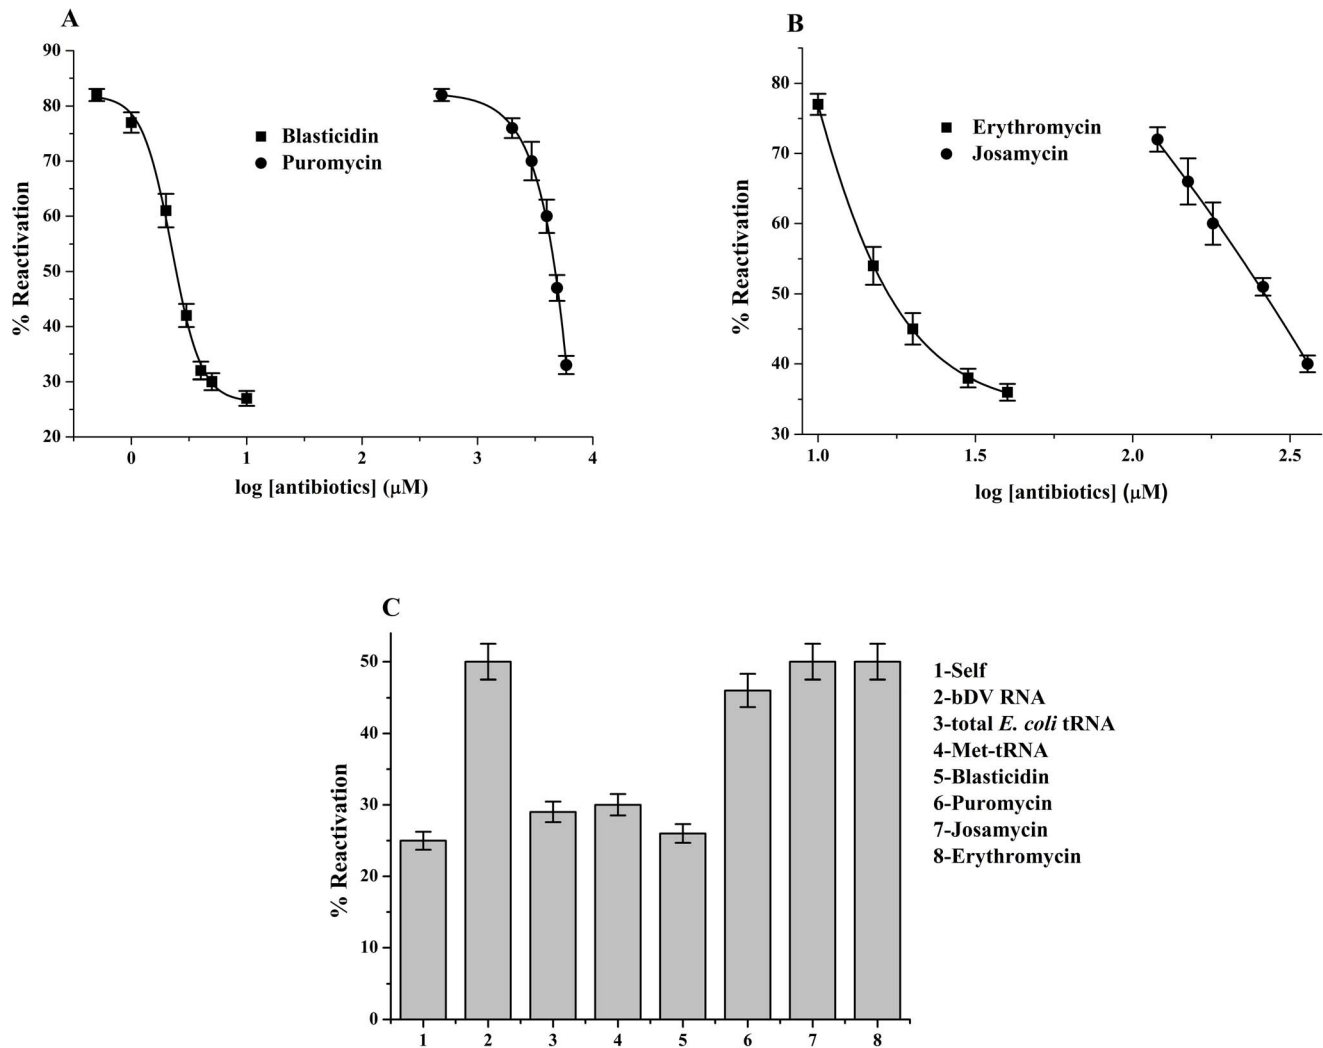 A
% Reactivation
90
80
70
60
50
40
30
20
0
1
2
3
4
log [antibiotics] (μM)
Blasticidin
Puromycin
B
% Reactivation
80
70
60
50
40
30
1.0
1.5
2.0
2.5
log [antibiotics] (μM)
Erythromycin
Josamycin
C
% Reactivation
50
40
30
20
10
0
1
2
3
4
5
6
7
8
1-Self
2-bDV RNA
3-total E. coli tRNA
4-Met-tRNA
5-Blasticidin
6-Puromycin
7-Josamycin
8-Erythromycin